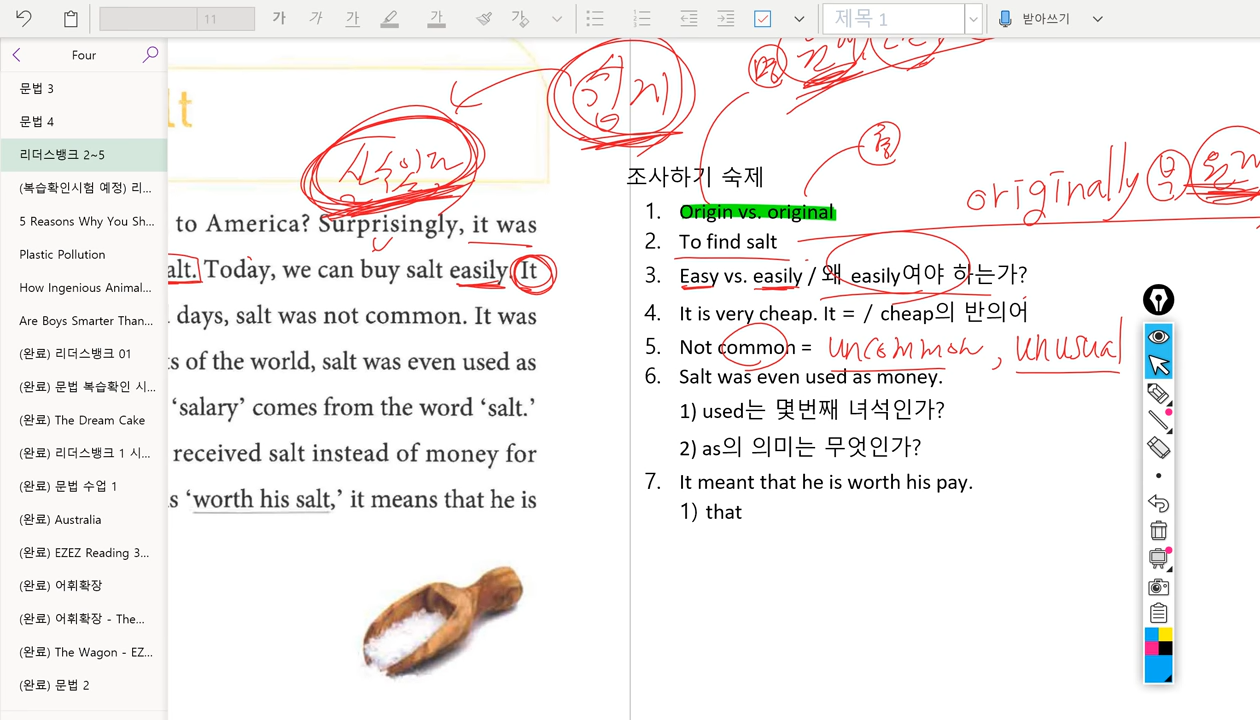 11
제목 1
받아쓰기
Four
문법 3
문법 4
리더스뱅크 2~5
(복습확인시험 예정) 리...
5 Reasons Why You Sh...
Plastic Pollution
How Ingenious Animal...
Are Boys Smarter Than...
(완료) 리더스뱅크 01
(완료) 문법 복습확인 시...
(완료) The Dream Cake
(완료) 리더스뱅크 1 시...
(완료) 문법 수업 1
(완료) Australia
(완료) EZEZ Reading 3...
(완료) 어휘확장
(완료) 어휘확장 - The...
(완료) The Wagon - EZ...
(완료) 문법 2
lt
쉽게
to America? Surprisingly, it was
alt. Today, we can buy salt easily. It
days, salt was not common. It was
ts of the world, salt was even used as
‘salary’ comes from the word ‘salt.’
received salt instead of money for
s ‘worth his salt,’ it means that he is
명
형
originally 부
조사하기 숙제
1. Origin vs. original
2. To find salt
3. Easy vs. easily / 왜 easily여야 하는가?
4. It is very cheap. It = / cheap의 반의어
5. Not common = uncommon, unusual
6. Salt was even used as money.
1) used는 몇번째 녀석인가?
2) as의 의미는 무엇인가?
7. It meant that he is worth his pay.
1) that